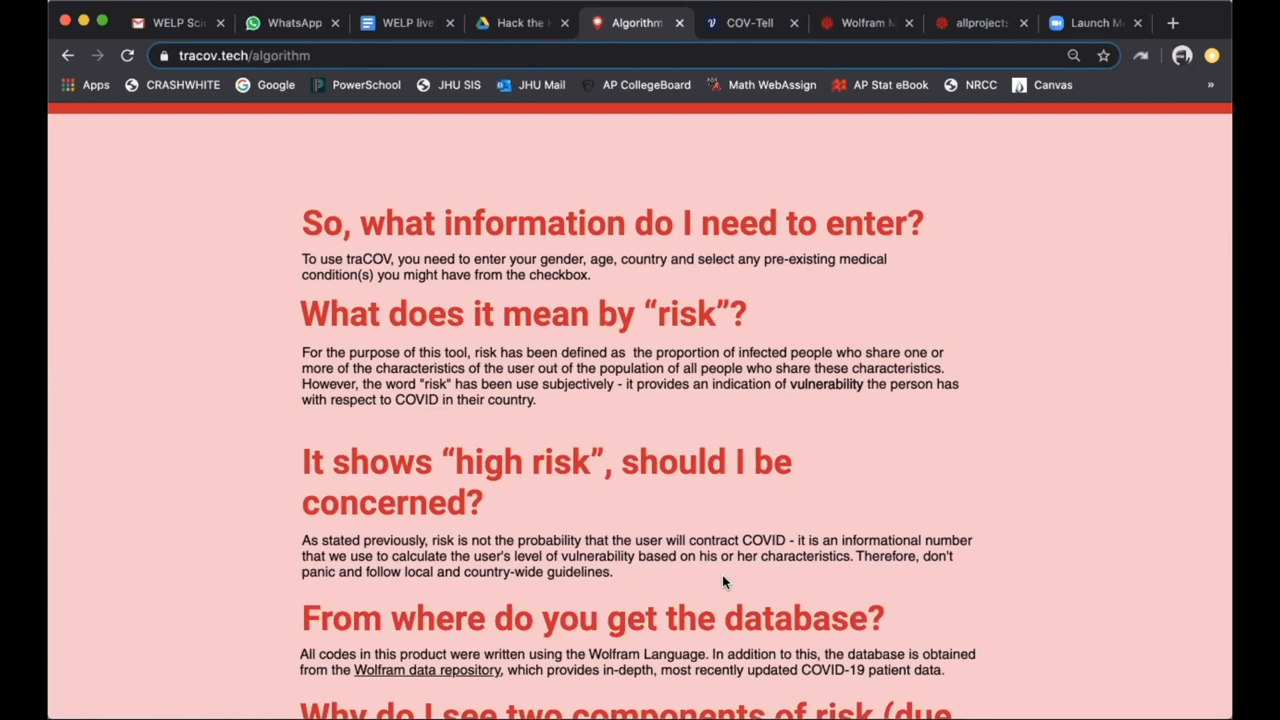 WELP Sci
WhatsApp
WELP live
Hack the
Algorithm
COV-Tell
Wolfram
allproject
Launch M
tracov.tech/algorithm
Apps
CRASHWHITE
Google
PowerSchool
JHU SIS
JHU Mail
AP CollegeBoard
Math WebAssign
AP Stat eBook
NRCC
Canvas
»
So, what information do I need to enter?
To use traCOV, you need to enter your gender, age, country and select any pre-existing medical
condition(s) you might have from the checkbox.
What does it mean by “risk”?
For the purpose of this tool, risk has been defined as the proportion of infected people who share one or
more of the characteristics of the user out of the population of all people who share these characteristics.
However, the word "risk" has been use subjectively - it provides an indication of vulnerability the person has
with respect to COVID in their country.
It shows “high risk”, should I be
concerned?
As stated previously, risk is not the probability that the user will contract COVID - it is an informational number
that we use to calculate the user's level of vulnerability based on his or her characteristics. Therefore, don't
panic and follow local and country-wide guidelines.
From where do you get the database?
All codes in this product were written using the Wolfram Language. In addition to this, the database is obtained
from the Wolfram data repository, which provides in-depth, most recently updated COVID-19 patient data.
Why do I see two components of risk (due